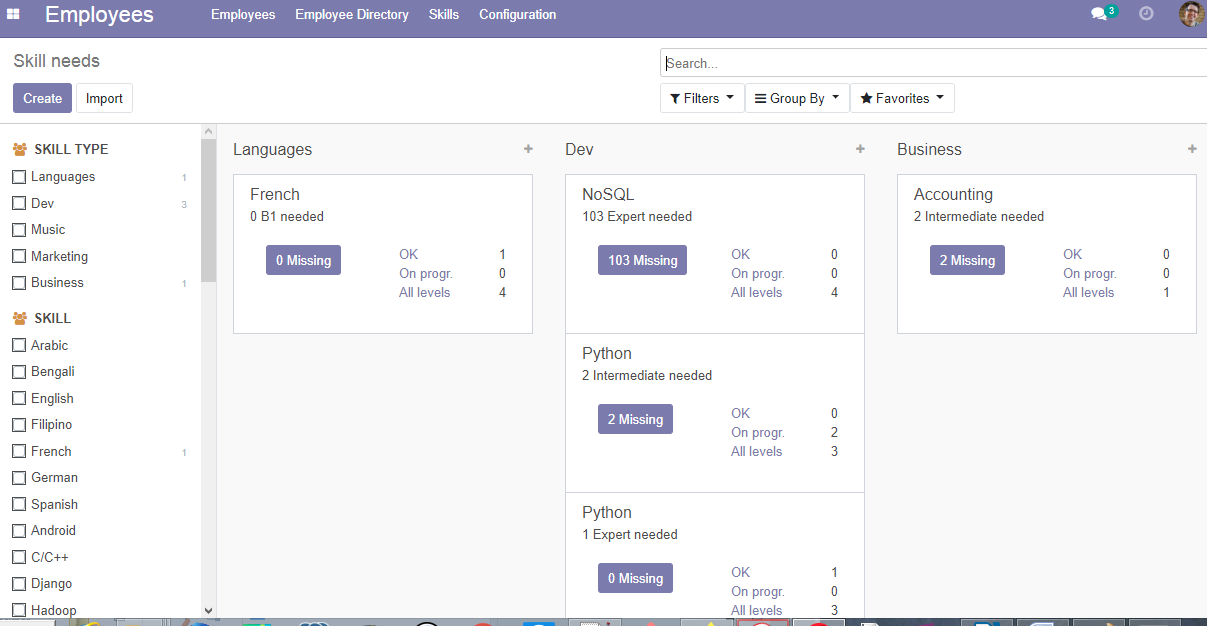 Employees
Employees Employee Directory Skills Configuration
3
Skill needs
Search...
Create Import
Filters Group By Favorites
SKILL TYPE
Languages 1
Dev 3
Music
Marketing
Business 1
SKILL
Arabic
Bengali
English
Filipino
French 1
German
Spanish
Android
C/C++
Django
Hadoop
Languages +
French
0 B1 needed
0 Missing
OK 1
On progr. 0
All levels 4
Dev +
NoSQL
103 Expert needed
103 Missing
OK 0
On progr. 0
All levels 4
Python
2 Intermediate needed
2 Missing
OK 0
On progr. 2
All levels 3
Python
1 Expert needed
0 Missing
OK 1
On progr. 0
All levels 3
Business +
Accounting
2 Intermediate needed
2 Missing
OK 0
On progr. 0
All levels 1